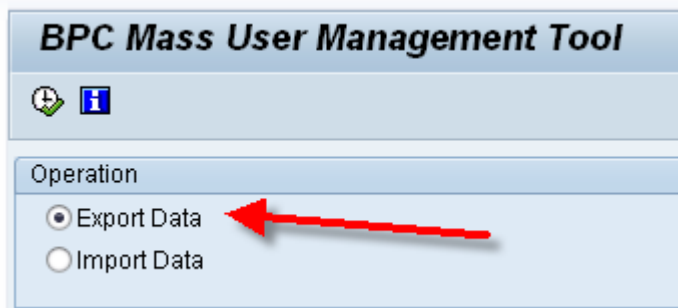 BPC Mass User Management Tool
Operation
Export Data
Import Data